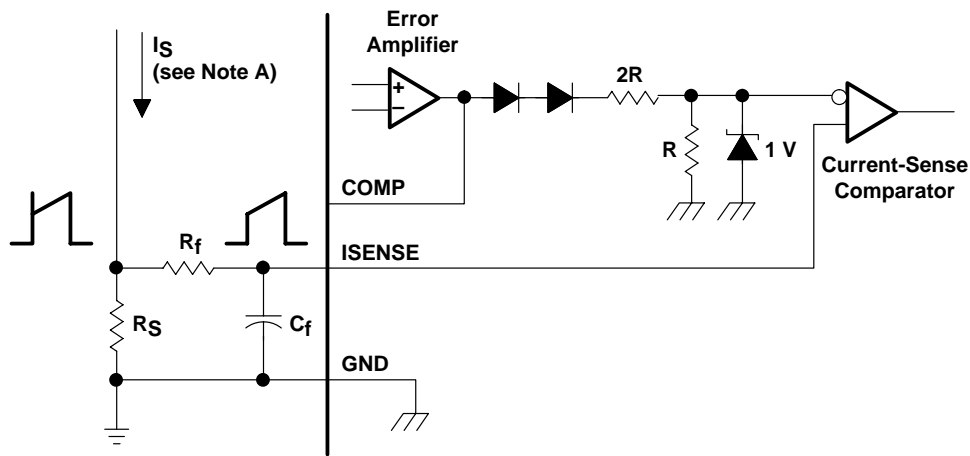 Error
Amplifier
IS
(see Note A)
+
−
2R
R
1 V
Current-Sense
Comparator
COMP
Rf
ISENSE
RS
Cf
GND